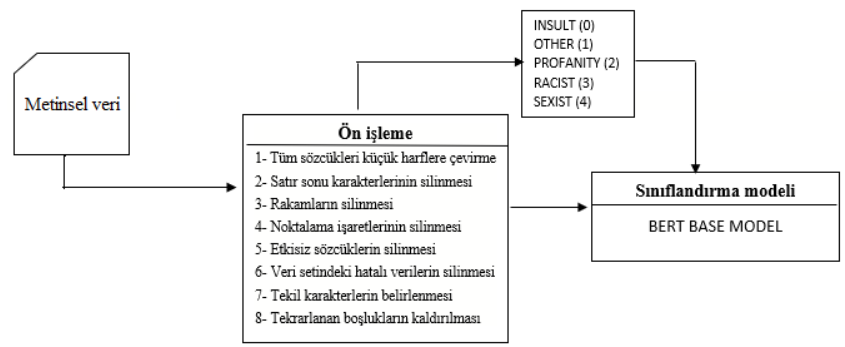 Metinsel veri
Ön işleme
1- Tüm sözcükleri küçük harflere çevirme
2- Satır sonu karakterlerinin silinmesi
3- Rakamların silinmesi
4- Noktalama işaretlerinin silinmesi
5- Etkisiz sözcüklerin silinmesi
6- Veri setindeki hatalı verilerin silinmesi
7- Tekil karakterlerin belirlenmesi
8- Tekrarlanan boşlukların kaldırılması
INSULT (0)
OTHER (1)
PROFANITY (2)
RACIST (3)
SEXIST (4)
Sınıflandırma modeli
BERT BASE MODEL